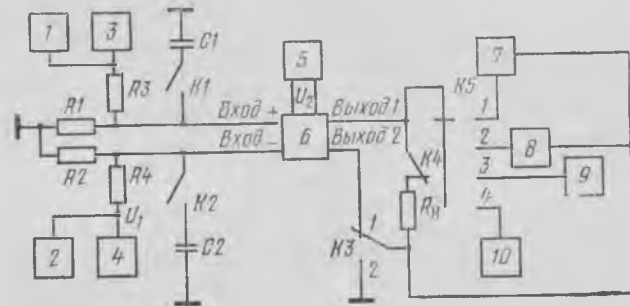 1
3
C1
5
7
R3
K1
U2
K5
R1
Вход +
Выход 1
1
6
2
8
Вход –
Выход 2
3
9
R2
R4
K4
4
K2
Rн
U1
1
2
4
C2
K3
2
10